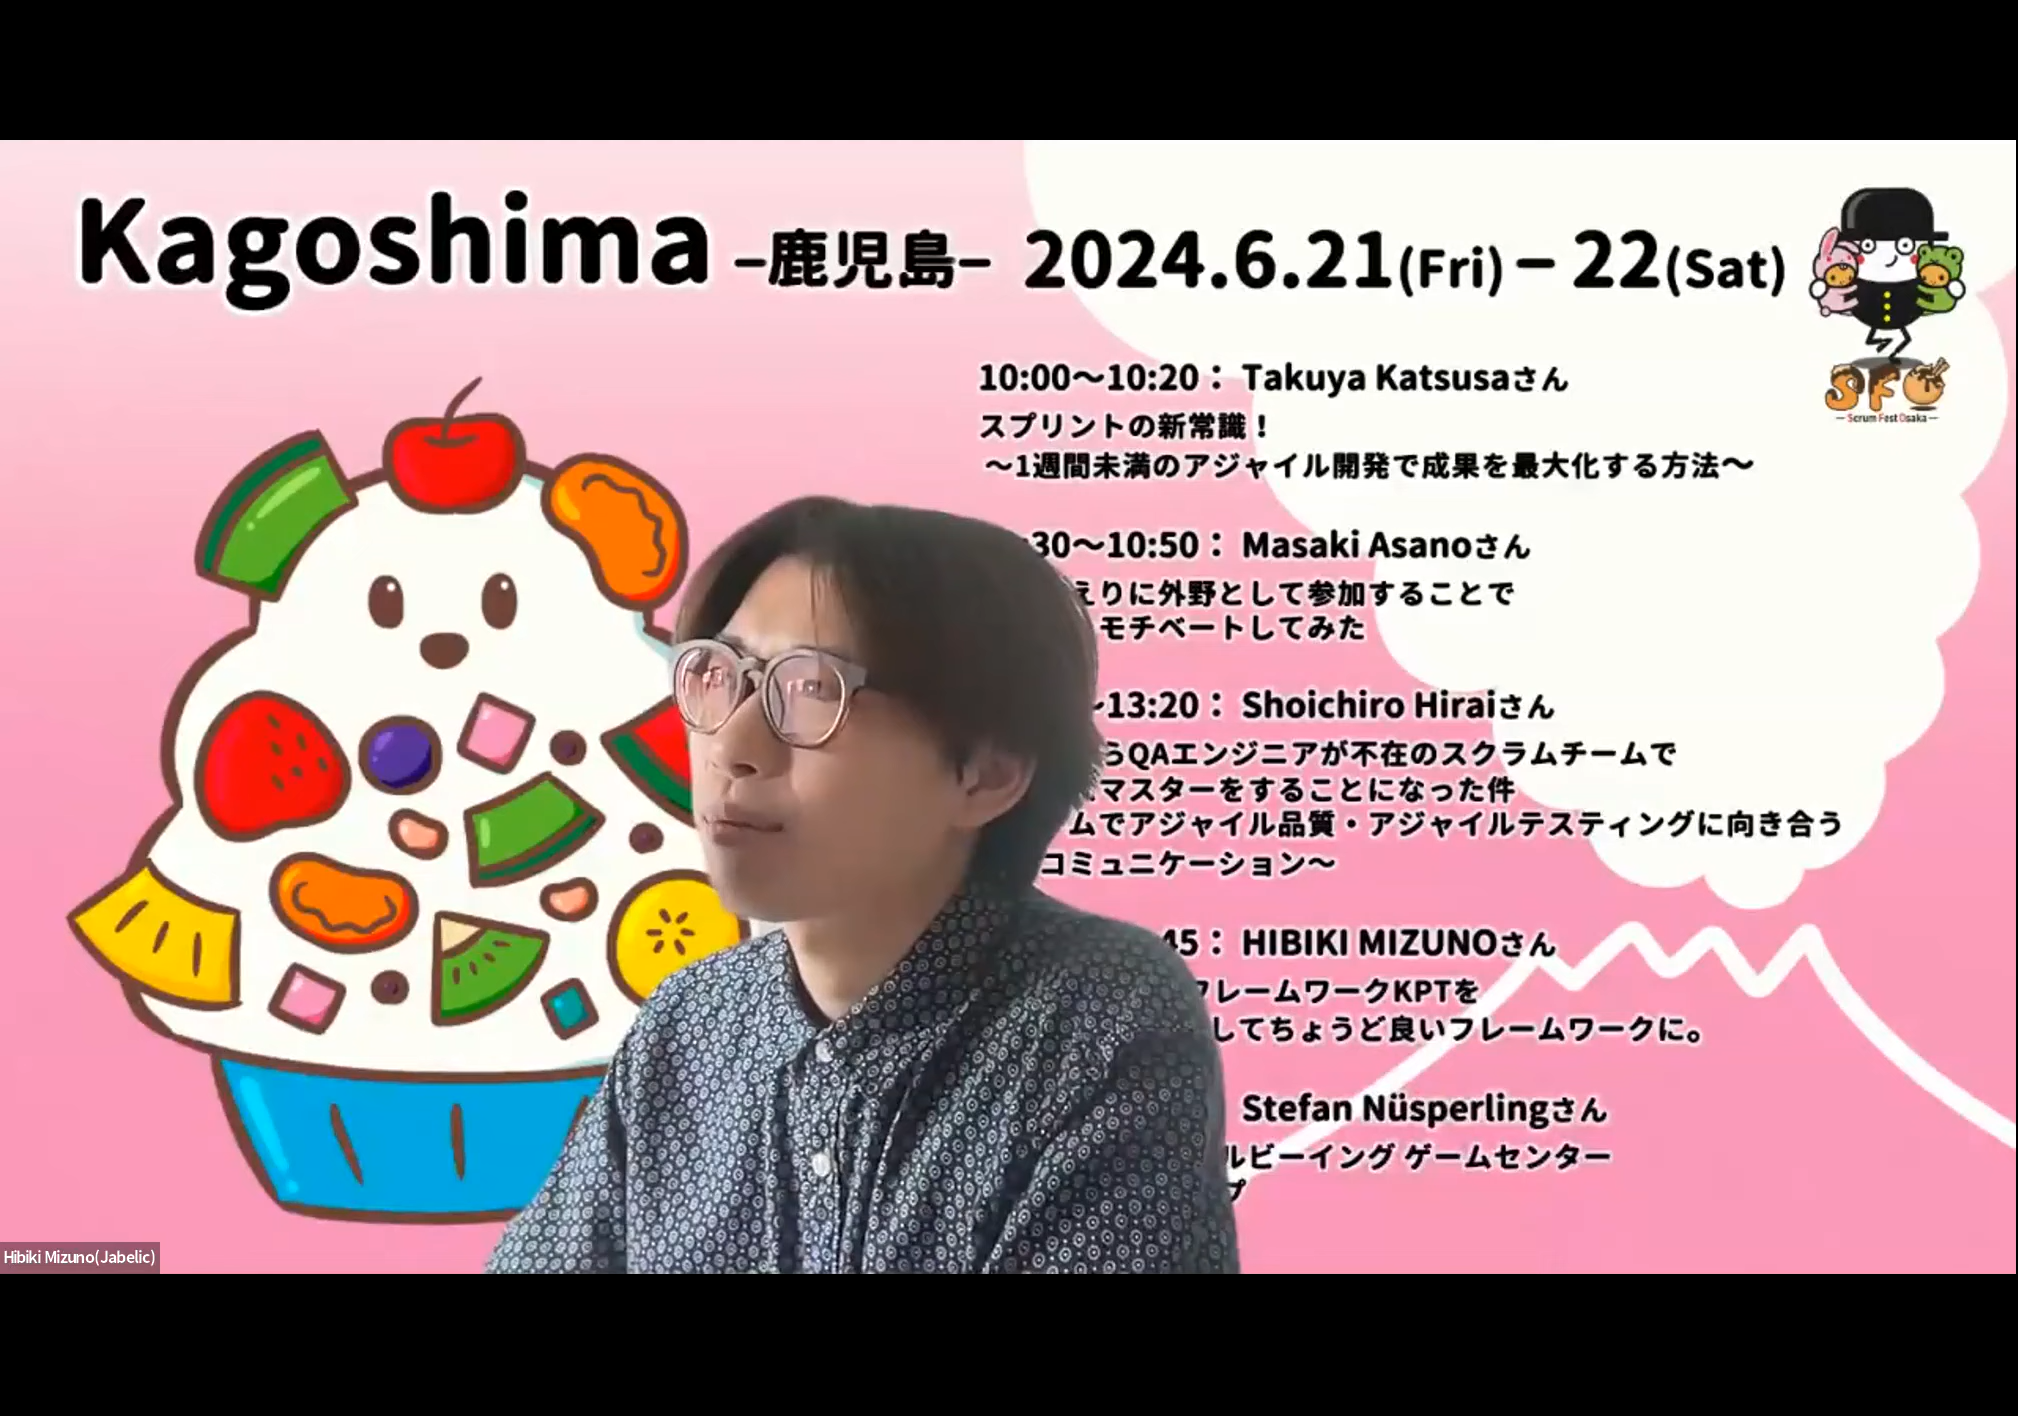 Kagoshima –鹿児島– 2024.6.21(Fri) – 22(Sat)
10:00～10:20： Takuya Katsusaさん
スプリントの新常識！
～1週間未満のアジャイル開発で成果を最大化する方法～
30～10:50： Masaki Asanoさん
えりに外野として参加することで
モチベートしてみた
～13:20： Shoichiro Hiraiさん
らQAエンジニアが不在のスクラムチームで
マスターをすることになった件
ムでアジャイル品質・アジャイルテスティングに向き合う
コミュニケーション～
45： HIBIKI MIZUNOさん
フレームワークKPTを
してちょうど良いフレームワークに。
Stefan Nüsperlingさん
ルビーイング ゲームセンター
プ
SFO
— Scrum Fest Osaka —
Hibiki Mizuno(Jabelic)